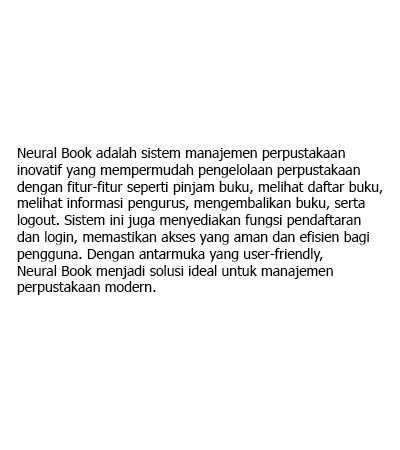 Neural Book adalah sistem manajemen perpustakaan
inovatif yang mempermudah pengelolaan perpustakaan
dengan fitur-fitur seperti pinjam buku, melihat daftar buku,
melihat informasi pengurus, mengembalikan buku, serta
logout. Sistem ini juga menyediakan fungsi pendaftaran
dan login, memastikan akses yang aman dan efisien bagi
pengguna. Dengan antarmuka yang user-friendly,
Neural Book menjadi solusi ideal untuk manajemen
perpustakaan modern.